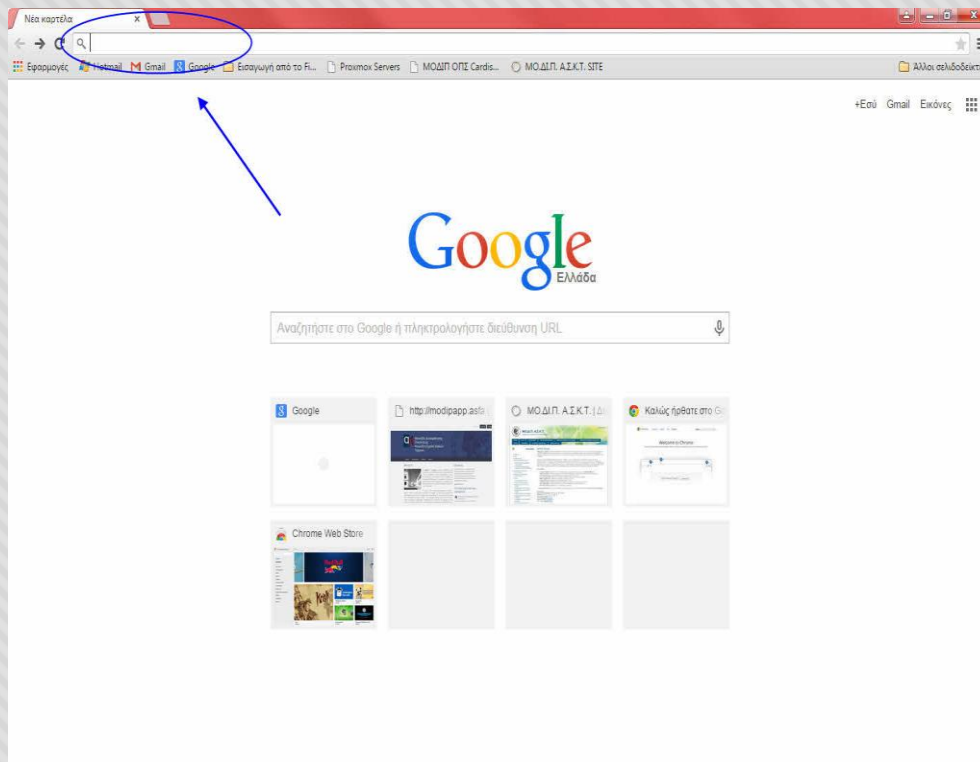 Νέα καρτέλα
Εφαρμογές Hotmail Gmail Google Εισαγωγή από το Fi... Proxmox Servers ΜΟΔΙΠ ΟΠΣ Cardis... ΜΟ.ΔΙ.Π. Α.Σ.Κ.Τ. SITE Άλλοι σελιδοδείκτ
+Εσύ Gmail Εικόνες
Google
Ελλάδα
Αναζητήστε στο Google ή πληκτρολογήστε διεύθυνση URL
Google http://modipapp.asfa ΜΟ.ΔΙ.Π. Α.Σ.Κ.Τ. | Δι Καλώς ήρθατε στο Go
Chrome Web Store